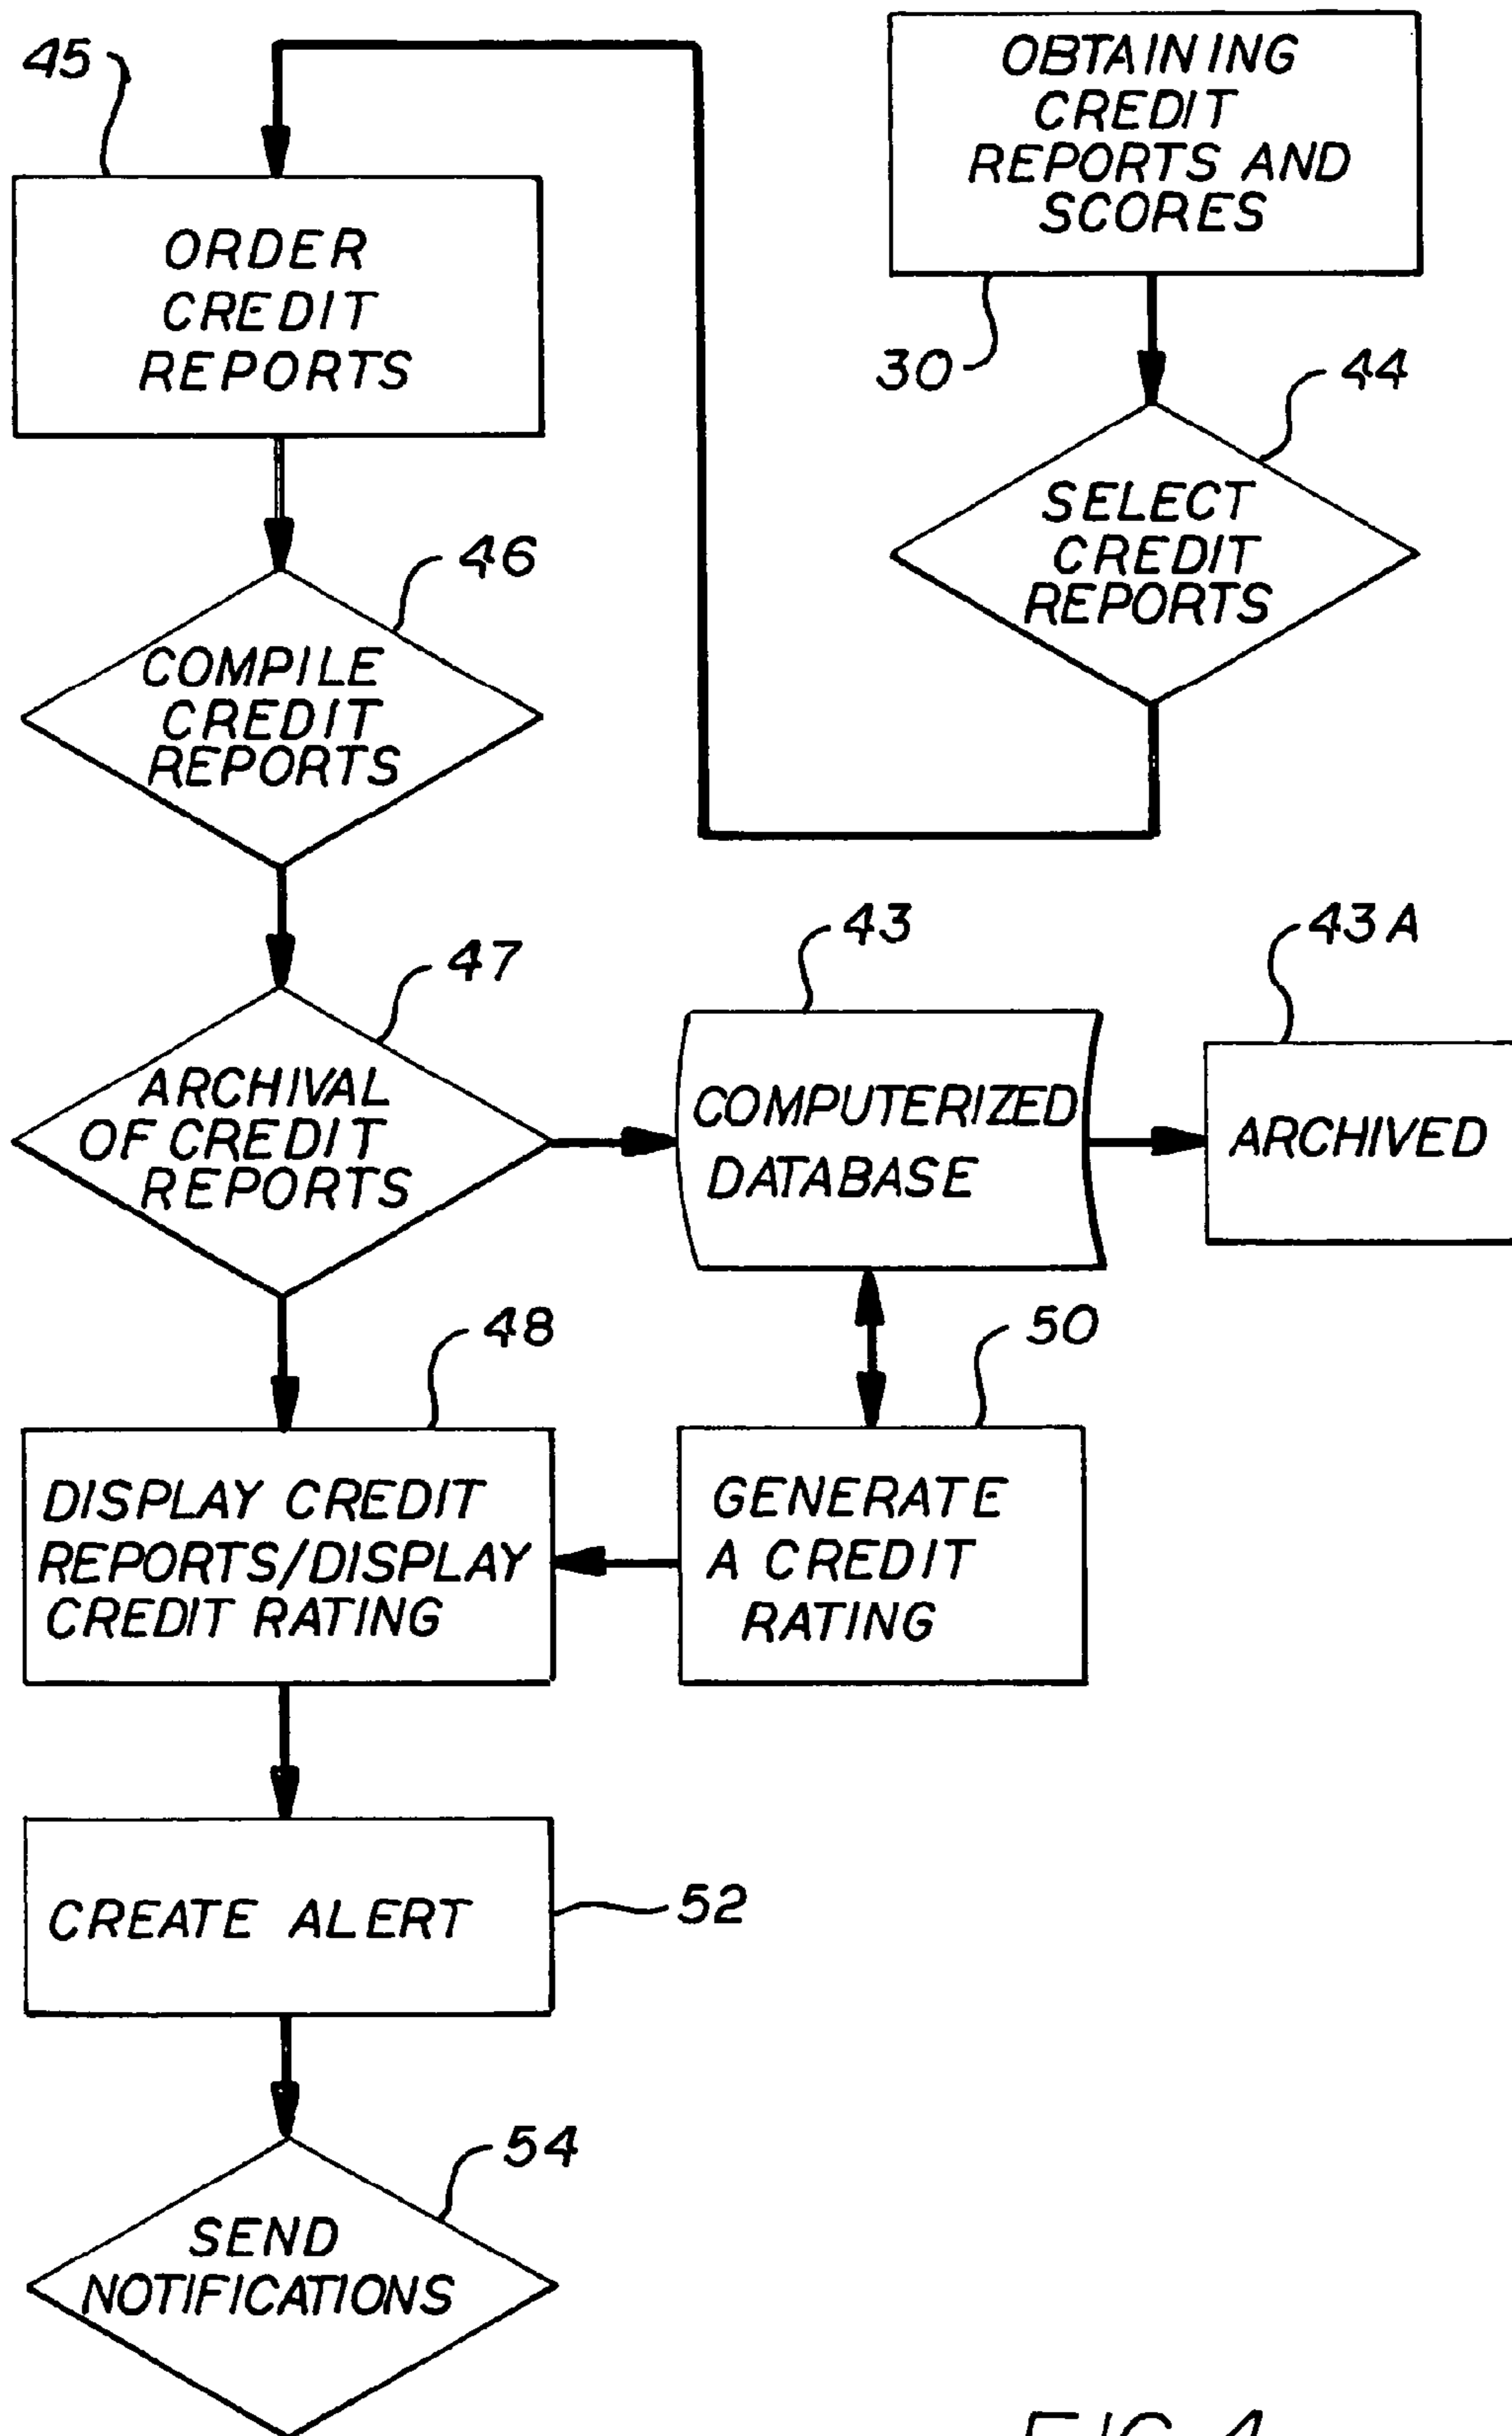 45
OBTAINING
CREDIT
REPORTS AND
SCORES
30
44
SELECT
CREDIT
REPORTS
ORDER
CREDIT
REPORTS
46
COMPILE
CREDIT
REPORTS
47
ARCHIVAL
OF CREDIT
REPORTS
43
COMPUTERIZED
DATABASE
43A
ARCHIVED
48
DISPLAY CREDIT
REPORTS/DISPLAY
CREDIT RATING
50
GENERATE
A CREDIT
RATING
CREATE ALERT
52
54
SEND
NOTIFICATIONS